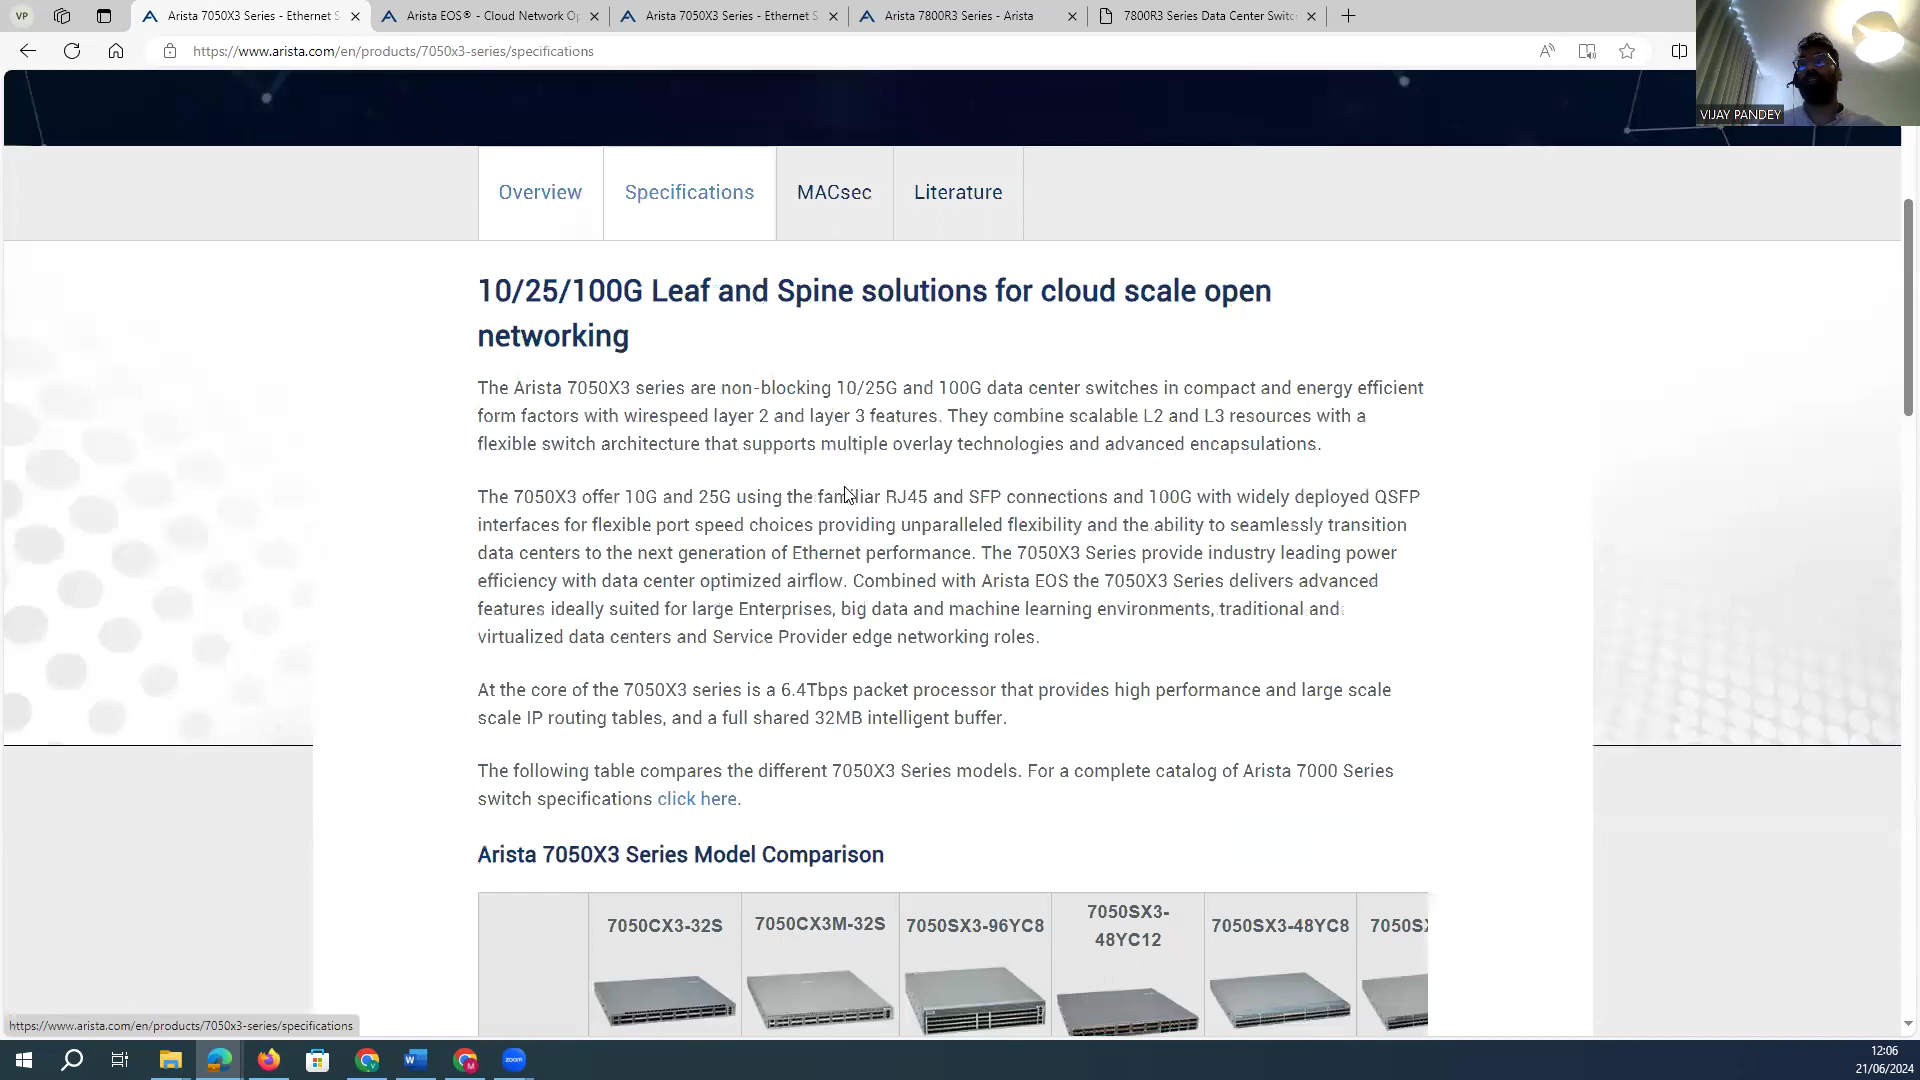 VP
Arista 7050X3 Series - Ethernet S
Arista EOS® - Cloud Network Op
Arista 7050X3 Series - Ethernet S
Arista 7800R3 Series - Arista
7800R3 Series Data Center Switc
https://www.arista.com/en/products/7050x3-series/specifications
VIJAY PANDEY
Overview
Specifications
MACsec
Literature
10/25/100G Leaf and Spine solutions for cloud scale open
networking
The Arista 7050X3 series are non-blocking 10/25G and 100G data center switches in compact and energy efficient
form factors with wirespeed layer 2 and layer 3 features. They combine scalable L2 and L3 resources with a
flexible switch architecture that supports multiple overlay technologies and advanced encapsulations.
The 7050X3 offer 10G and 25G using the familiar RJ45 and SFP connections and 100G with widely deployed QSFP
interfaces for flexible port speed choices providing unparalleled flexibility and the ability to seamlessly transition
data centers to the next generation of Ethernet performance. The 7050X3 Series provide industry leading power
efficiency with data center optimized airflow. Combined with Arista EOS the 7050X3 Series delivers advanced
features ideally suited for large Enterprises, big data and machine learning environments, traditional and
virtualized data centers and Service Provider edge networking roles.
At the core of the 7050X3 series is a 6.4Tbps packet processor that provides high performance and large scale
scale IP routing tables, and a full shared 32MB intelligent buffer.
The following table compares the different 7050X3 Series models. For a complete catalog of Arista 7000 Series
switch specifications click here.
Arista 7050X3 Series Model Comparison
7050CX3-32S
7050CX3M-32S
7050SX3-96YC8
7050SX3-
48YC12
7050SX3-48YC8
7050SX
https://www.arista.com/en/products/7050x3-series/specifications
zoom
12:06
21/06/2024